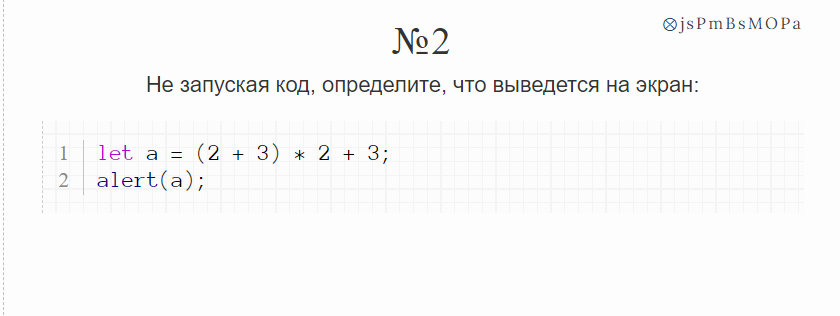 ⊗jsPmBsMOPa
№2
Не запуская код, определите, что выведется на экран:
1 let a = (2 + 3) * 2 + 3;
2 alert(a);